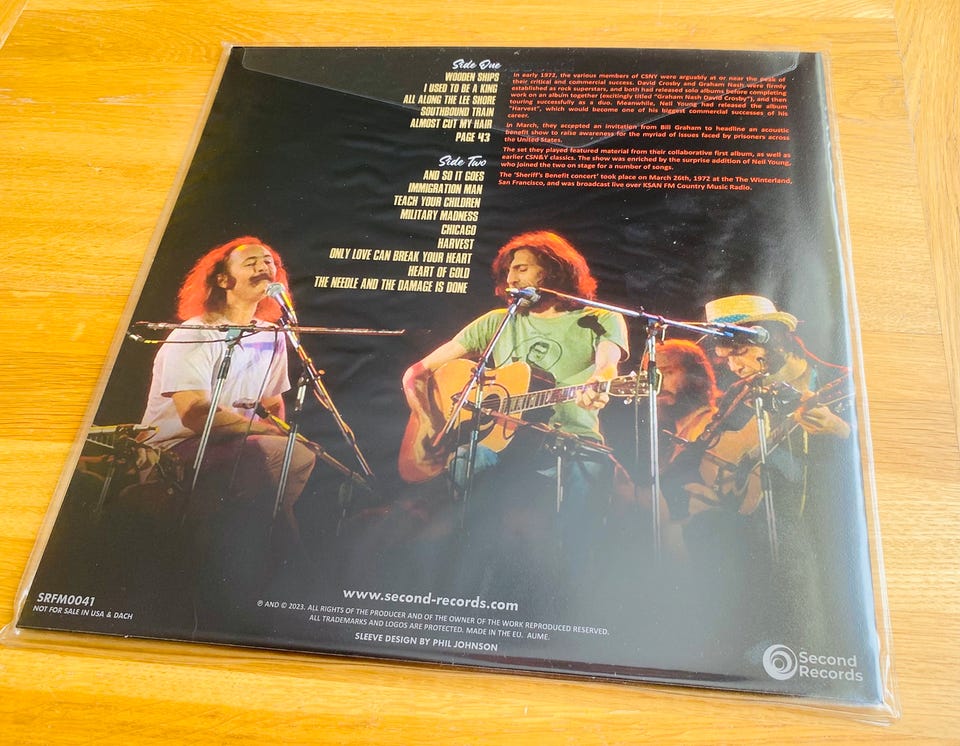 Side One
WOODEN SHIPS
I USED TO BE A KING
ALL ALONG THE LEE SHORE
SOUTHBOUND TRAIN
ALMOST CUT MY HAIR
PAGE 43
Side Two
AND SO IT GOES
IMMIGRATION MAN
TEACH YOUR CHILDREN
MILITARY MADNESS
CHICAGO
HARVEST
ONLY LOVE CAN BREAK YOUR HEART
HEART OF GOLD
THE NEEDLE AND THE DAMAGE IS DONE
In early 1972, the various members of CSNY were arguably at or near the peak of
their critical and commercial success. David Crosby and Graham Nash were firmly
established as rock superstars, and both had released solo albums before completing
work on an album together (excitingly titled "Graham Nash David Crosby"), and then
touring successfully as a duo. Meanwhile, Neil Young had released the album
"Harvest", which would become one of his biggest commercial successes of his
career.
In March, they accepted an invitation from Bill Graham to headline an acoustic
benefit show to raise awareness for the myriad of issues faced by prisoners across
the United States.
The set they played featured material from their collaborative first album, as well as
earlier CSN&Y classics. The show was enriched by the surprise addition of Neil Young,
who joined the two on stage for a number of songs.
The 'Sheriff's Benefit concert' took place on March 26th, 1972 at the The Winterland,
San Francisco, and was broadcast live over KSAN FM Country Music Radio.
SRFM0041
NOT FOR SALE IN USA & DACH
www.second-records.com
℗ AND © 2023. ALL RIGHTS OF THE PRODUCER AND OF THE OWNER OF THE WORK REPRODUCED RESERVED.
ALL TRADEMARKS AND LOGOS ARE PROTECTED. MADE IN THE EU. AUME.
SLEEVE DESIGN BY PHIL JOHNSON
Second
Records